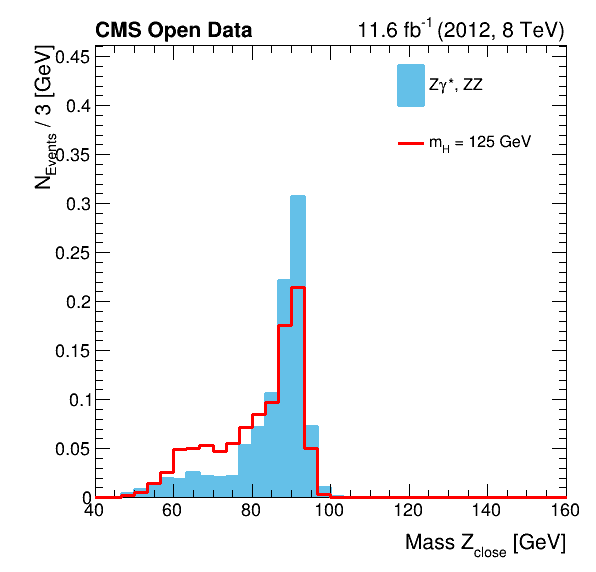 CMS Open Data 11.6 fb⁻¹ (2012, 8 TeV)
N_Events / 3 [GeV]
0.45
0.4
0.35
0.3
0.25
0.2
0.15
0.1
0.05
0
Zγ*, ZZ
m_H = 125 GeV
40 60 80 100 120 140 160
Mass Z_close [GeV]